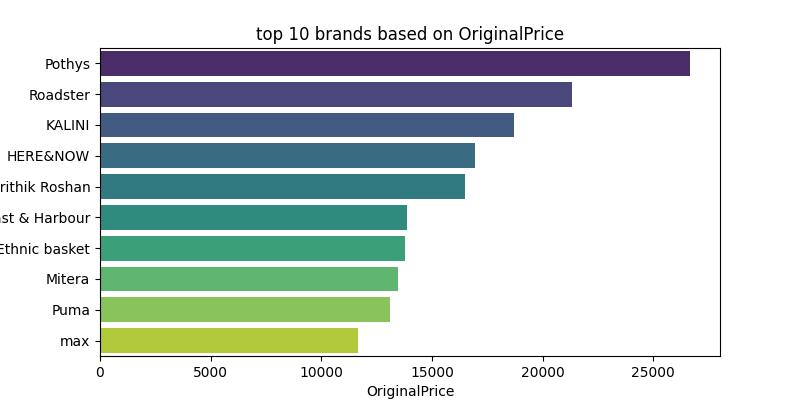 top 10 brands based on OriginalPrice
Pothys
Roadster
KALINI
HERE&NOW
rithik Roshan
st & Harbour
Ethnic basket
Mitera
Puma
max
0 5000 10000 15000 20000 25000
OriginalPrice